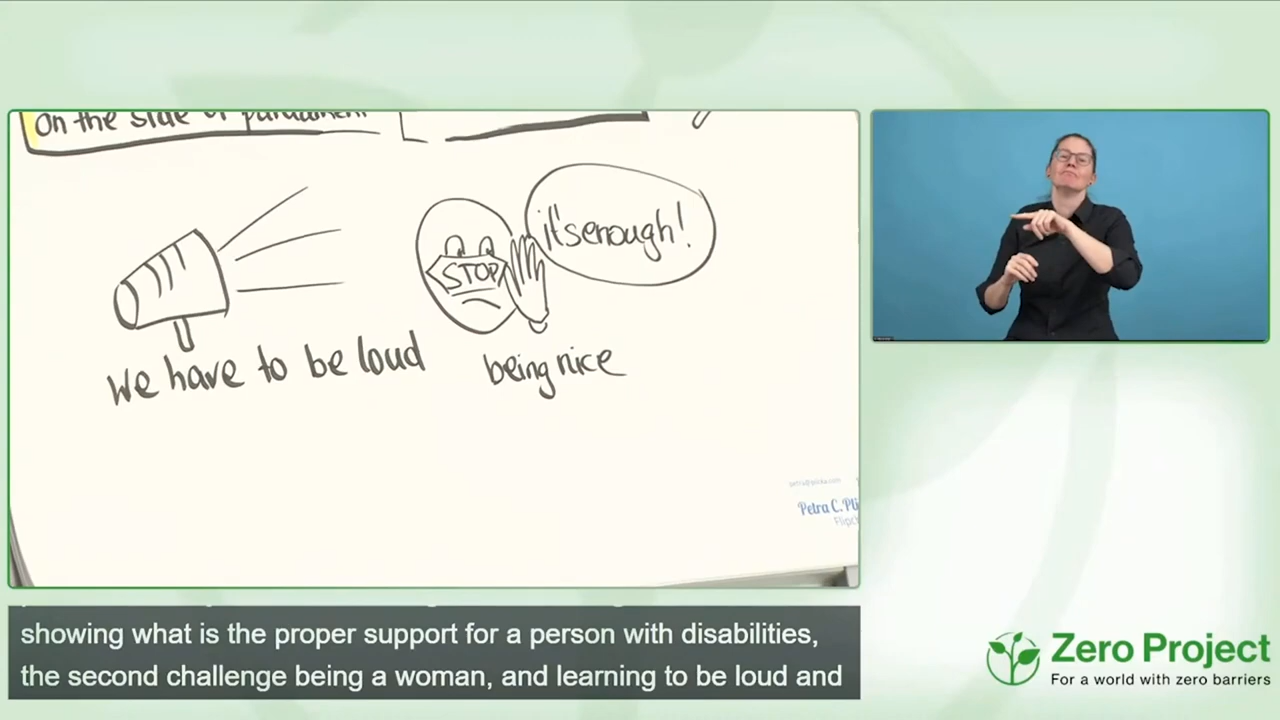 On the side of parliament
it's enough!
STOP
We have to be loud
being nice
Petra C. Pli
Flipch
showing what is the proper support for a person with disabilities,
the second challenge being a woman, and learning to be loud and
Zero Project
For a world with zero barriers